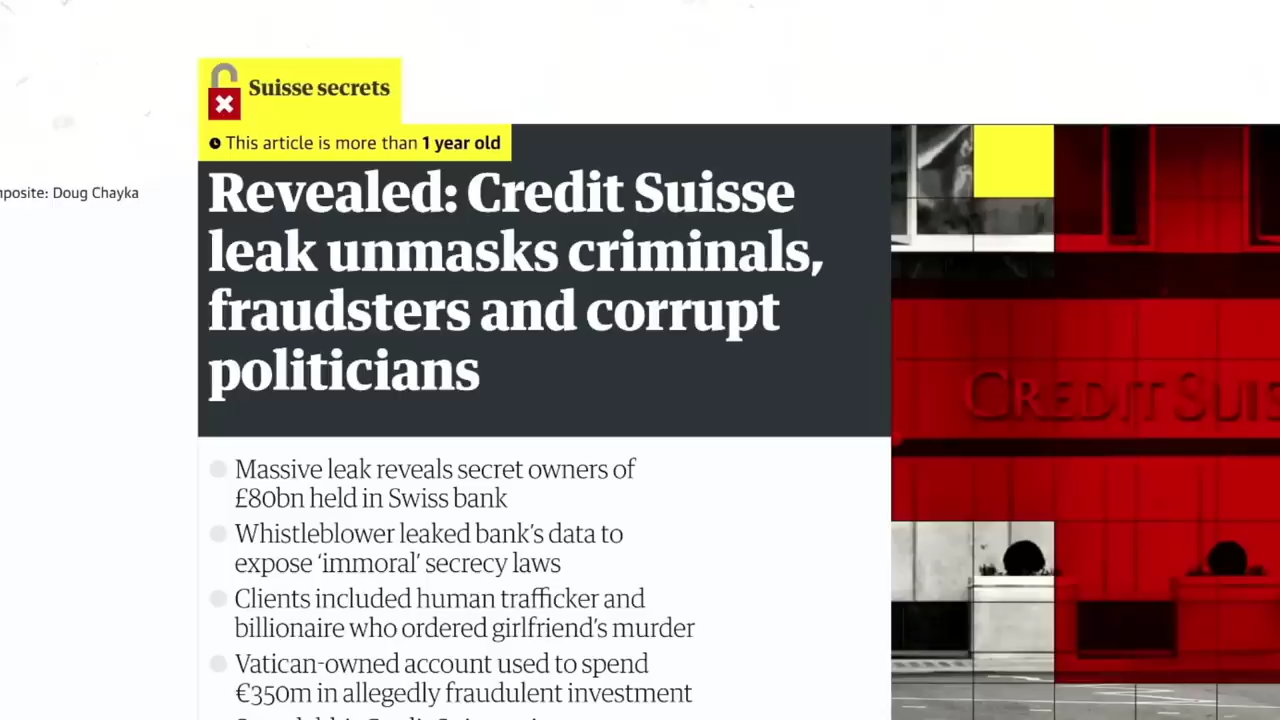 Suisse secrets
This article is more than 1 year old
Doug Chayka
Revealed: Credit Suisse
leak unmasks criminals,
fraudsters and corrupt
politicians
CREDIT
Massive leak reveals secret owners of
£80bn held in Swiss bank
Whistleblower leaked bank's data to
expose ‘immoral’ secrecy laws
Clients included human trafficker and
billionaire who ordered girlfriend's murder
Vatican-owned account used to spend
€350m in allegedly fraudulent investment